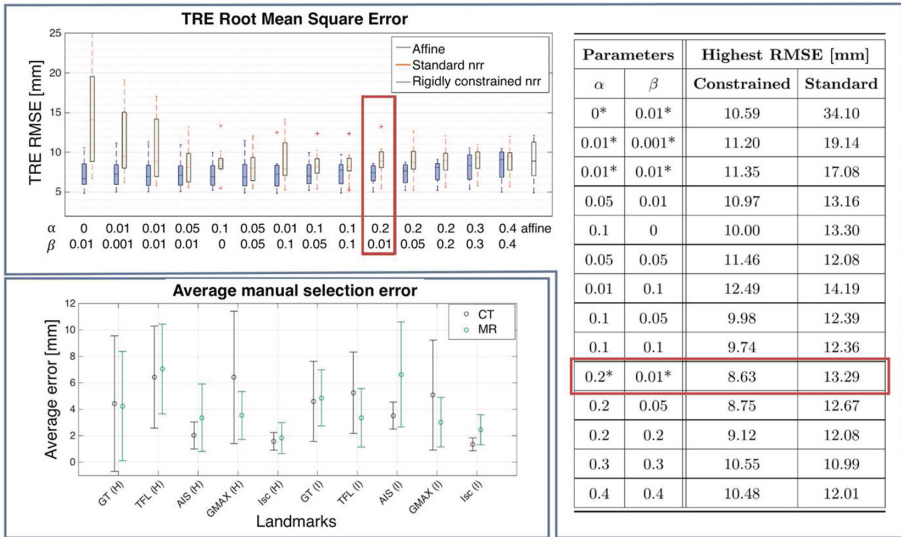 TRE Root Mean Square Error
TRE RMSE [mm]
25
20
15
10
5
Affine
Standard nrr
Rigidly constrained nrr
α 0 0.01 0.01 0.05 0.1 0.05 0.01 0.1 0.1 0.2 0.2 0.2 0.3 0.4 affine
β 0.01 0.001 0.01 0.01 0 0.05 0.1 0.05 0.1 0.01 0.05 0.2 0.3 0.4
Average manual selection error
Average error [mm]
12
10
8
6
4
2
0
CT
MR
GT (H) TFL (H) AIS (H) GMAX (H) Isc (H) GT (I) TFL (I) AIS (I) GMAX (I) Isc (I)
Landmarks
Parameters Highest RMSE [mm]
α β Constrained Standard
0* 0.01* 10.59 34.10
0.01* 0.001* 11.20 19.14
0.01* 0.01* 11.35 17.08
0.05 0.01 10.97 13.16
0.1 0 10.00 13.30
0.05 0.05 11.46 12.08
0.01 0.1 12.49 14.19
0.1 0.05 9.98 12.39
0.1 0.1 9.74 12.36
0.2* 0.01* 8.63 13.29
0.2 0.05 8.75 12.67
0.2 0.2 9.12 12.08
0.3 0.3 10.55 10.99
0.4 0.4 10.48 12.01